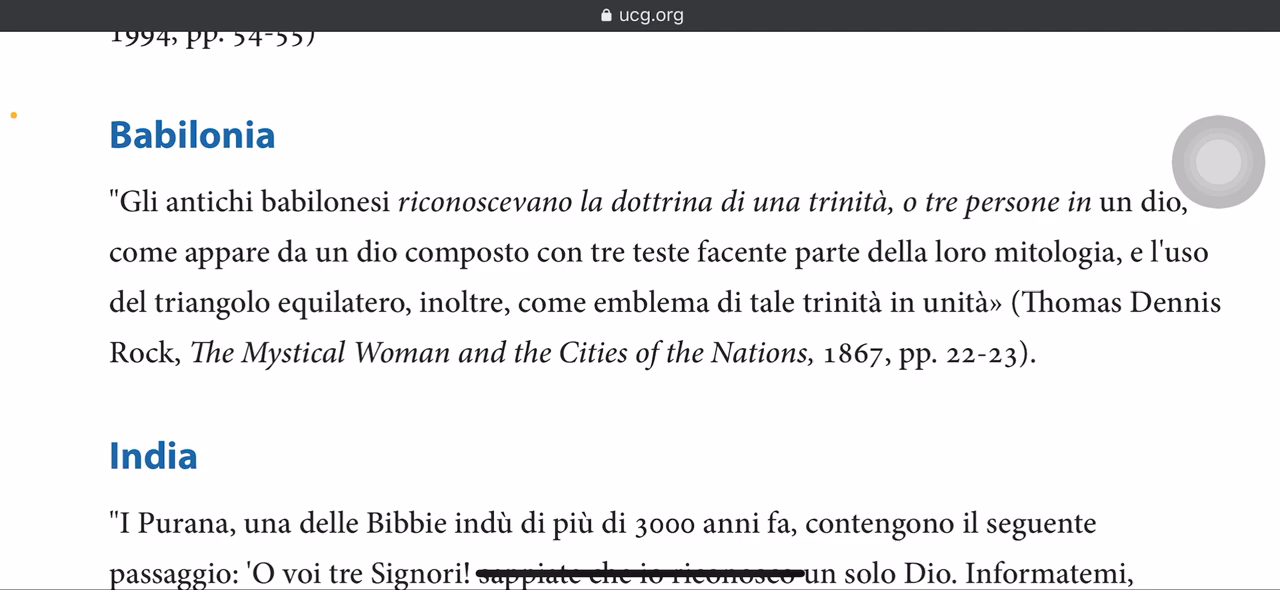 ucg.org
1994, pp. 54-55)
Babilonia
"Gli antichi babilonesi riconoscevano la dottrina di una trinità, o tre persone in un dio,
come appare da un dio composto con tre teste facente parte della loro mitologia, e l'uso
del triangolo equilatero, inoltre, come emblema di tale trinità in unità» (Thomas Dennis
Rock, The Mystical Woman and the Cities of the Nations, 1867, pp. 22-23).
India
"I Purana, una delle Bibbie indù di più di 3000 anni fa, contengono il seguente
passaggio: 'O voi tre Signori! sappiate che io riconosco un solo Dio. Informatemi,